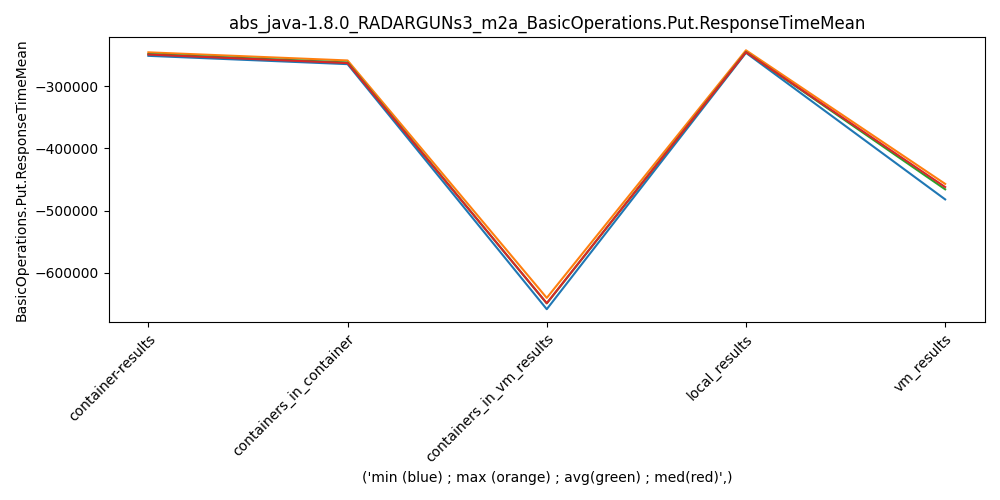 abs_java-1.8.0_RADARGUNs3_m2a_BasicOperations.Put.ResponseTimeMean
BasicOperations.Put.ResponseTimeMean
−300000
−400000
−500000
−600000
container-results
containers_in_container
containers_in_vm_results
local_results
vm_results
('min (blue) ; max (orange) ; avg(green) ; med(red)',)